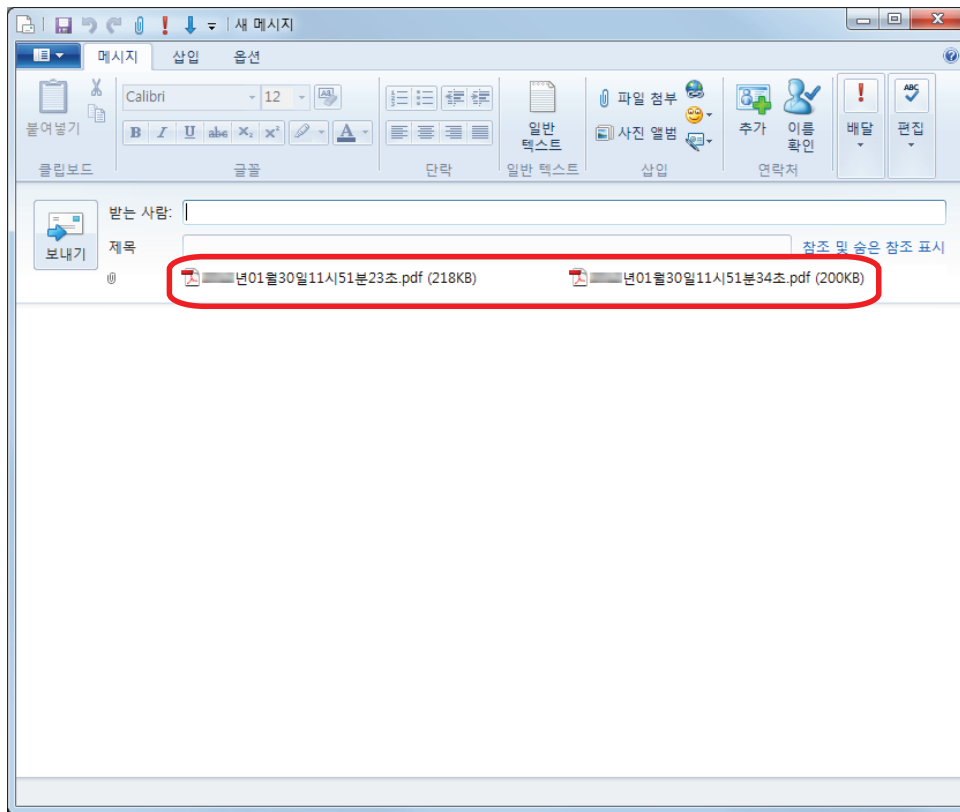 새 메시지
메시지 삽입 옵션
붙여넣기
클립보드
Calibri 12
B I U abc X₂ X² A
글꼴
단락
일반
텍스트
일반 텍스트
파일 첨부
사진 앨범
삽입
추가 이름
확인
연락처
배달
ABC
편집
보내기
받는 사람:
제목
참조 및 숨은 참조 표시
년01월30일11시51분23초.pdf (218KB) 년01월30일11시51분34초.pdf (200KB)